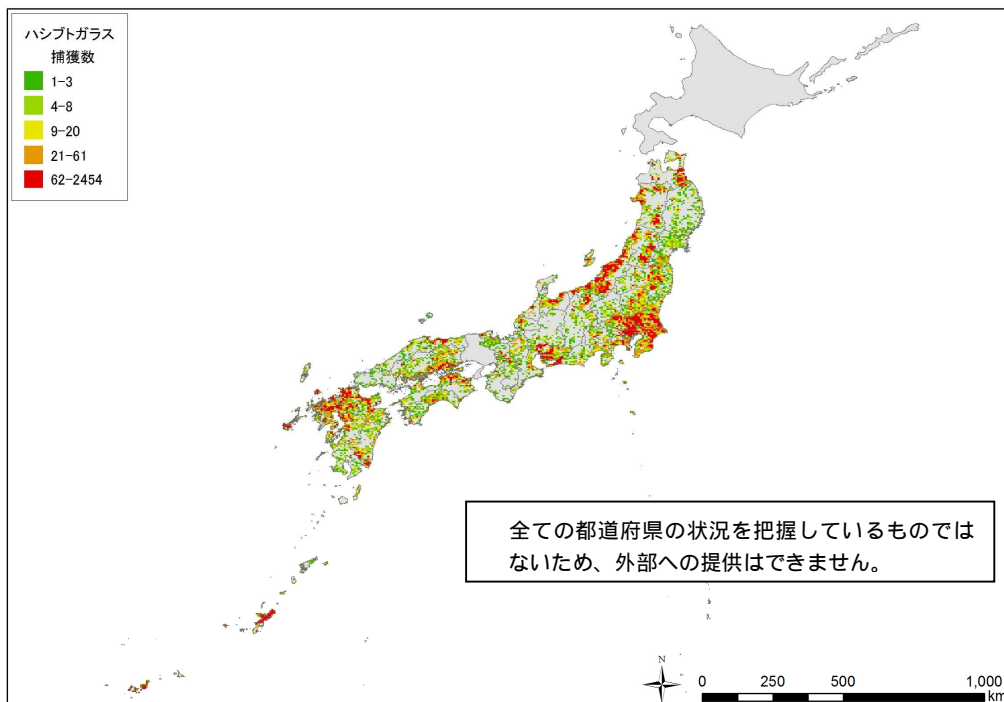 ハシブトガラス
捕獲数
1-3
4-8
9-20
21-61
62-2454
全ての都道府県の状況を把握しているものでは
ないため、外部への提供はできません。
N
0 250 500 1,000
km